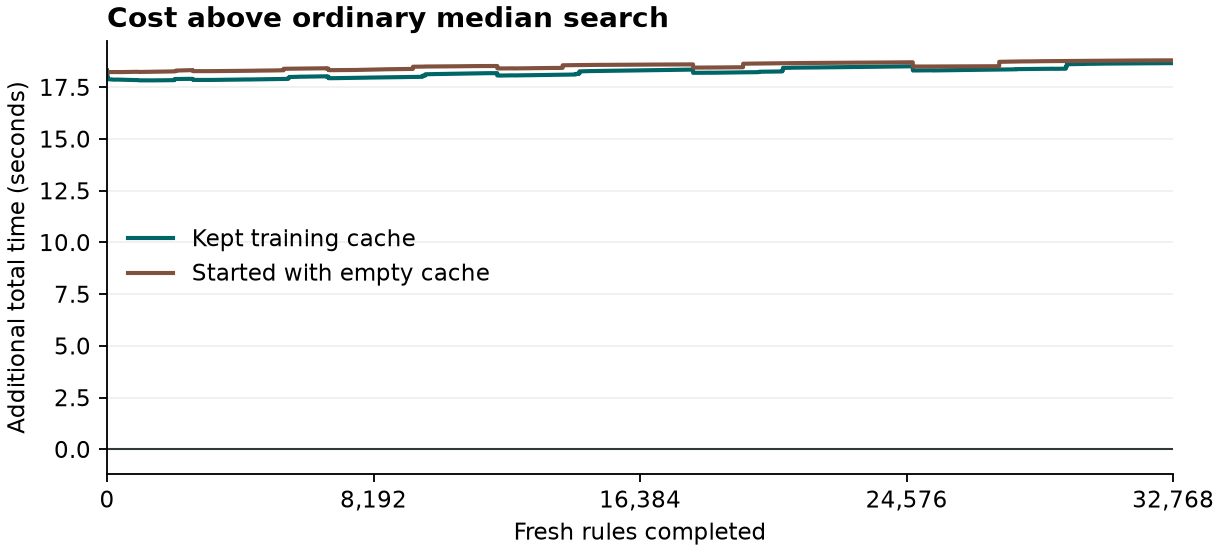 Cost above ordinary median search
Additional total time (seconds)
17.5
15.0
12.5
10.0
7.5
5.0
2.5
0.0
Kept training cache
Started with empty cache
0
8,192
16,384
24,576
32,768
Fresh rules completed